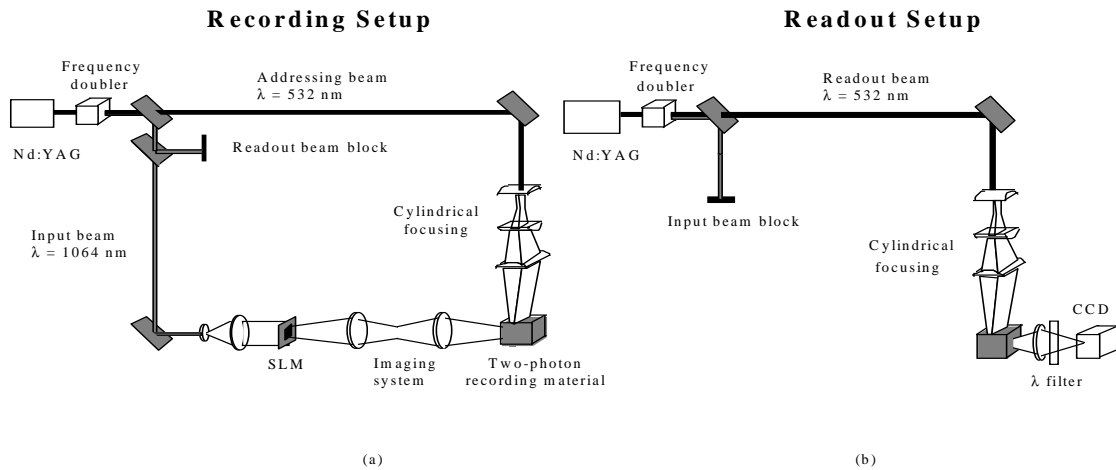 Recording Setup
Frequency
doubler
Addressing beam
λ = 532 nm
Nd:YAG
Readout beam block
Cylindrical
focusing
Input beam
λ = 1064 nm
SLM
Imaging
system
Two-photon
recording material
(a)
Readout Setup
Frequency
doubler
Readout beam
λ = 532 nm
Nd:YAG
Input beam block
Cylindrical
focusing
CCD
λ filter
(b)